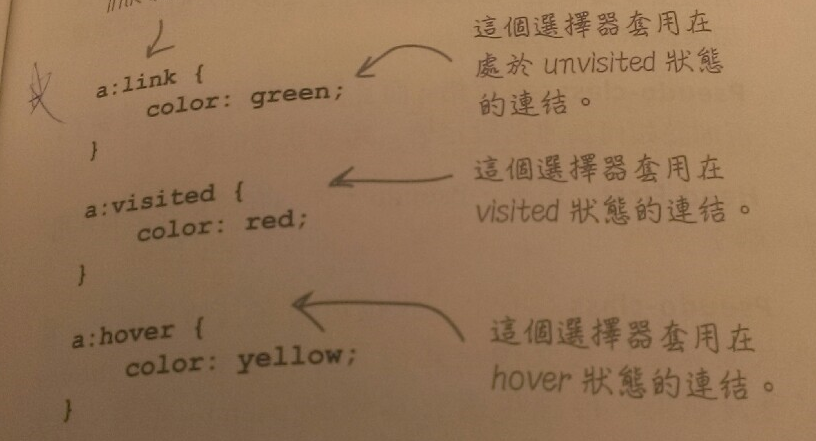 這個選擇器套用在
處於 unvisited 狀態
的連結。
a:link {
color: green;
}
這個選擇器套用在
visited 狀態的連結。
a:visited {
color: red;
}
這個選擇器套用在
hover 狀態的連結。
a:hover {
color: yellow;
}